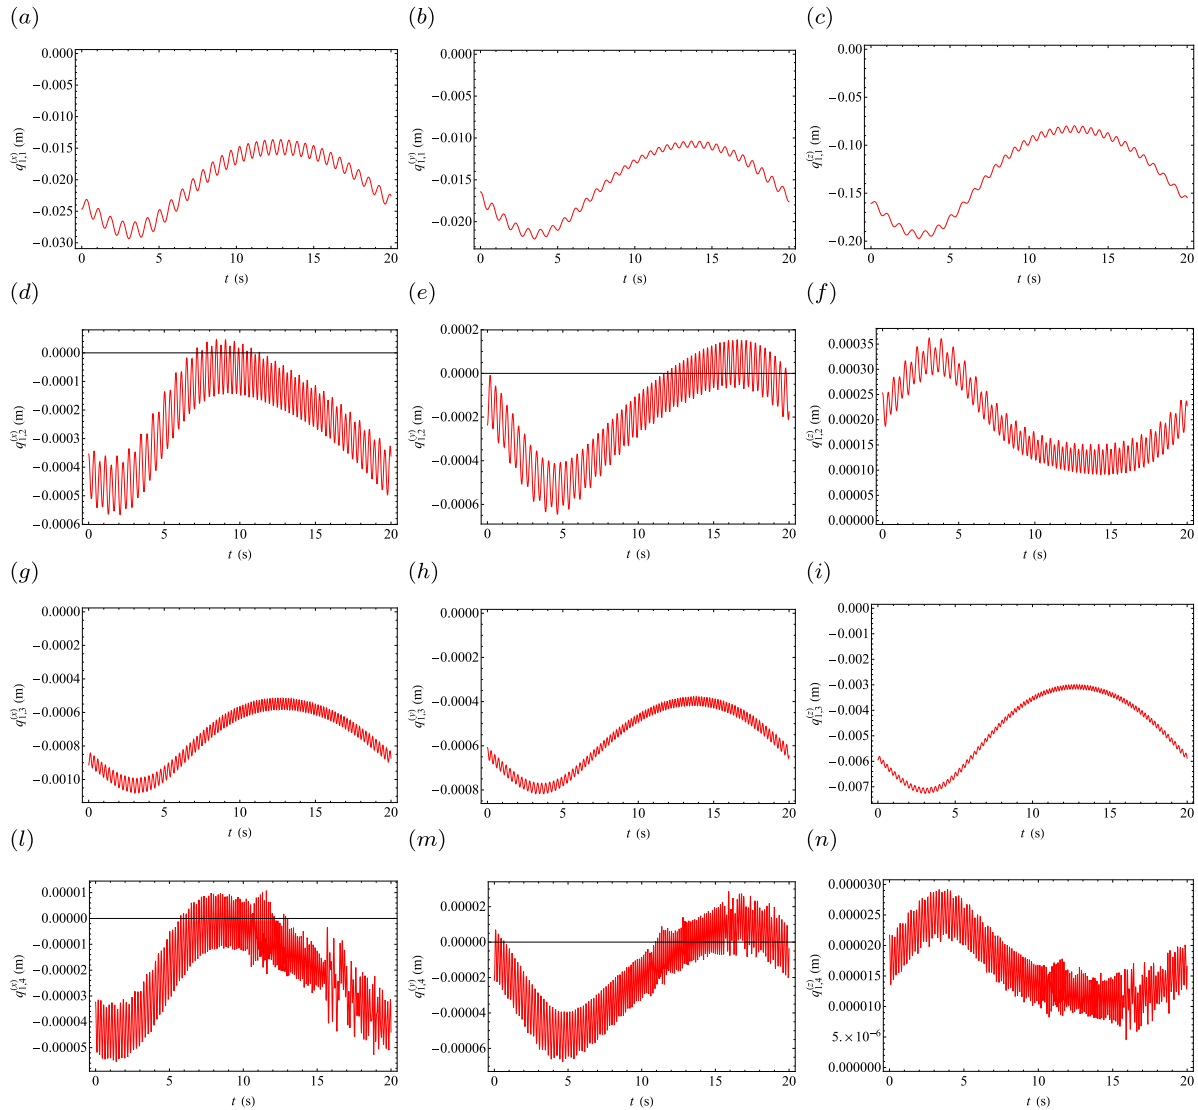 (a) (b) (c)
0.000 −0.005 −0.010 −0.015 −0.020 −0.025 −0.030
q_{1,1}^{(x)} (m)
0 5 10 15 20
t (s)
0.000 −0.005 −0.010 −0.015 −0.020
q_{1,1}^{(y)} (m)
0 5 10 15 20
t (s)
0.00 −0.05 −0.10 −0.15 −0.20
q_{1,1}^{(z)} (m)
0 5 10 15 20
t (s)
(d) (e) (f)
0.0000 −0.0001 −0.0002 −0.0003 −0.0004 −0.0005 −0.0006
q_{1,2}^{(x)} (m)
0 5 10 15 20
t (s)
0.0002 0.0000 −0.0002 −0.0004 −0.0006
q_{1,2}^{(y)} (m)
0 5 10 15 20
t (s)
0.00035 0.00030 0.00025 0.00020 0.00015 0.00010 0.00005 0.00000
q_{1,2}^{(z)} (m)
0 5 10 15 20
t (s)
(g) (h) (i)
0.0000 −0.0002 −0.0004 −0.0006 −0.0008 −0.0010
q_{1,3}^{(x)} (m)
0 5 10 15 20
t (s)
0.0000 −0.0002 −0.0004 −0.0006 −0.0008
q_{1,3}^{(y)} (m)
0 5 10 15 20
t (s)
0.000 −0.001 −0.002 −0.003 −0.004 −0.005 −0.006 −0.007
q_{1,3}^{(z)} (m)
0 5 10 15 20
t (s)
(l) (m) (n)
0.00001 0.00000 −0.00001 −0.00002 −0.00003 −0.00004 −0.00005
q_{1,4}^{(x)} (m)
0 5 10 15 20
t (s)
0.00002 0.00000 −0.00002 −0.00004 −0.00006
q_{1,4}^{(y)} (m)
0 5 10 15 20
t (s)
0.000030 0.000025 0.000020 0.000015 0.000010 5.×10^{−6} 0.000000
q_{1,4}^{(z)} (m)
0 5 10 15 20
t (s)